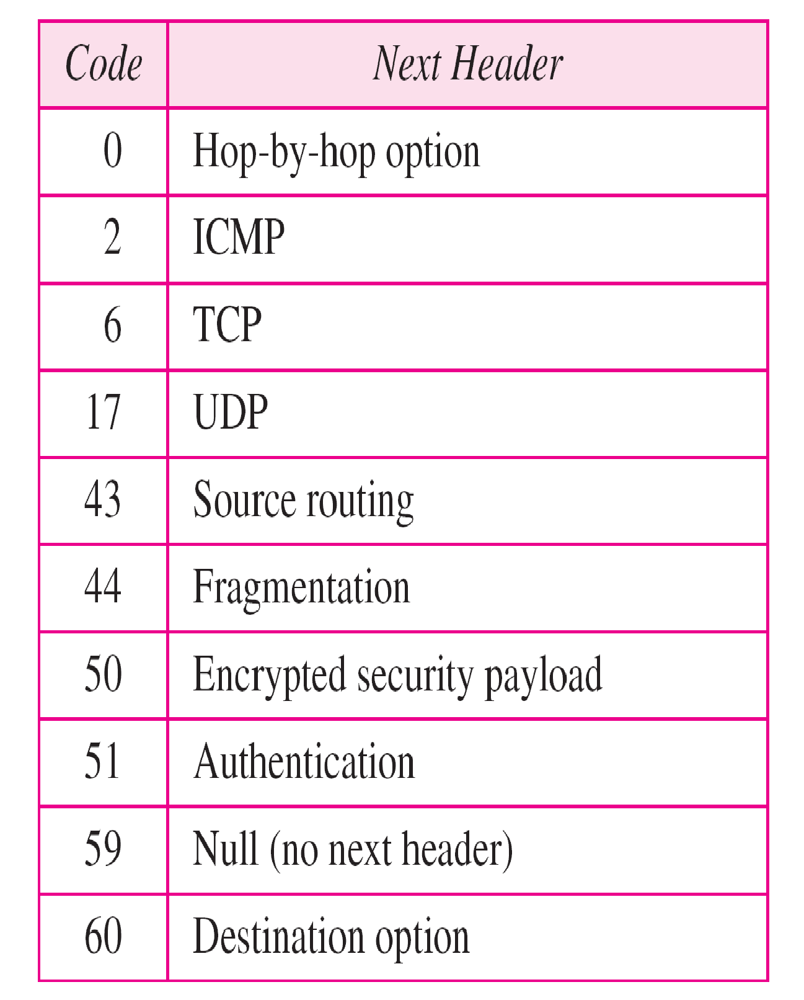 Code Next Header
0 Hop-by-hop option
2 ICMP
6 TCP
17 UDP
43 Source routing
44 Fragmentation
50 Encrypted security payload
51 Authentication
59 Null (no next header)
60 Destination option